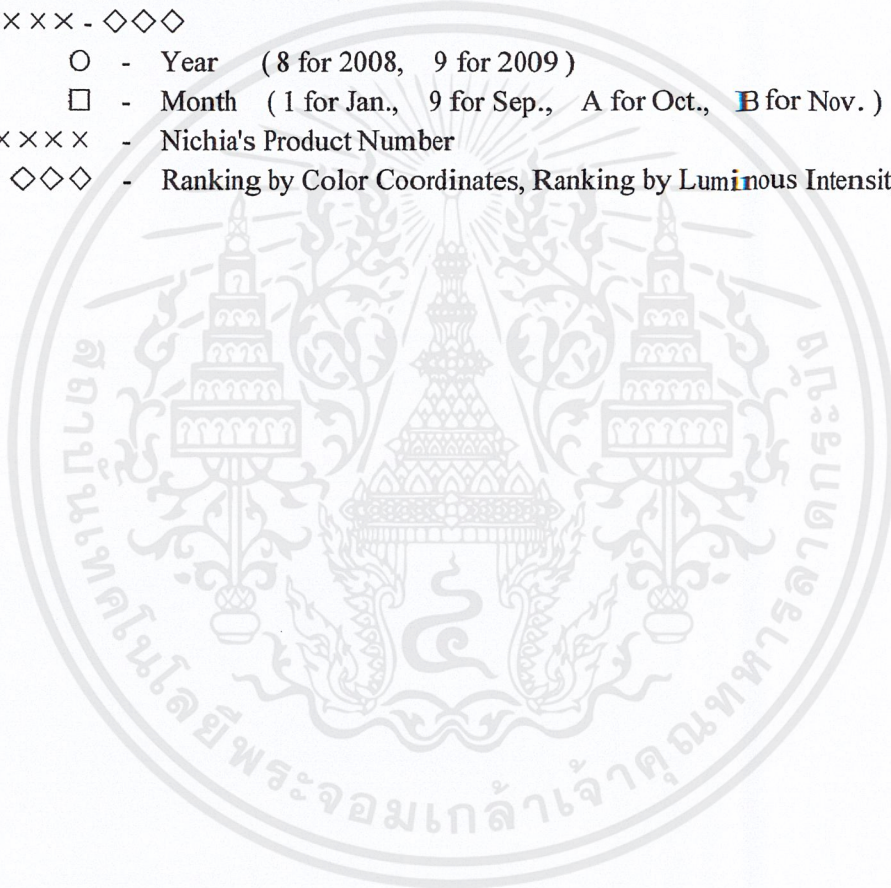 ××× - ◇◇◇
○ - Year ( 8 for 2008, 9 for 2009 )
□ - Month ( 1 for Jan., 9 for Sep., A for Oct., B for Nov. )
×××× - Nichia's Product Number
◇◇◇ - Ranking by Color Coordinates, Ranking by Luminous Intensit
สถาบันเทคโนโลยีพระจอมเกล้าเจ้าคุณทหารลาดกระบัง